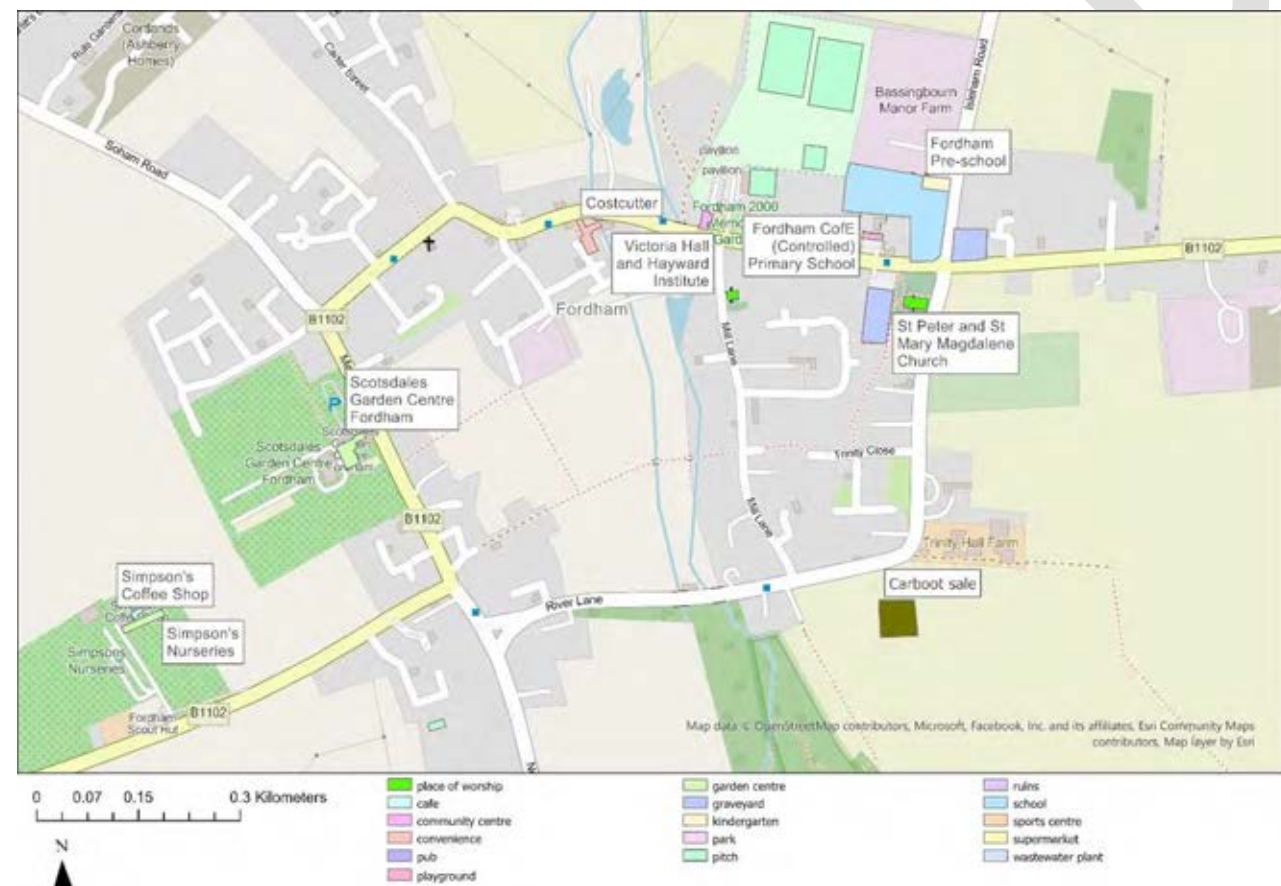 Cortlands
(Ashberry
Homes)
Rule Gardens
Carter Street
Soham Road
Isleham Road
Bassingbourn
Manor Farm
Fordham
Pre-school
pavilion
pavilion
Costcutter
Fordham 2000
Victoria Hall
and Hayward
Institute
Fordham CofE
(Controlled)
Primary School
B1102
B1102
Fordham
St Peter and St
Mary Magdalene
Church
Mill Lane
Scotsdales
Garden Centre
Fordham
P
Scotsdales
Garden Centre
Fordham
Trinity Close
Mill Lane
B1102
Trinity Hall Farm
Carboot sale
Simpson's
Coffee Shop
River Lane
Simpson's
Nurseries
Simpsons
Nurseries
Fordham
Scout Hut
B1102
Map data © OpenStreetMap contributors, Microsoft, Facebook, Inc. and its affiliates, Esri Community Maps
contributors, Map layer by Esri
0 0.07 0.15 0.3 Kilometers
N
place of worship
cafe
community centre
convenience
pub
playground
garden centre
graveyard
kindergarten
park
pitch
ruins
school
sports centre
supermarket
wastewater plant